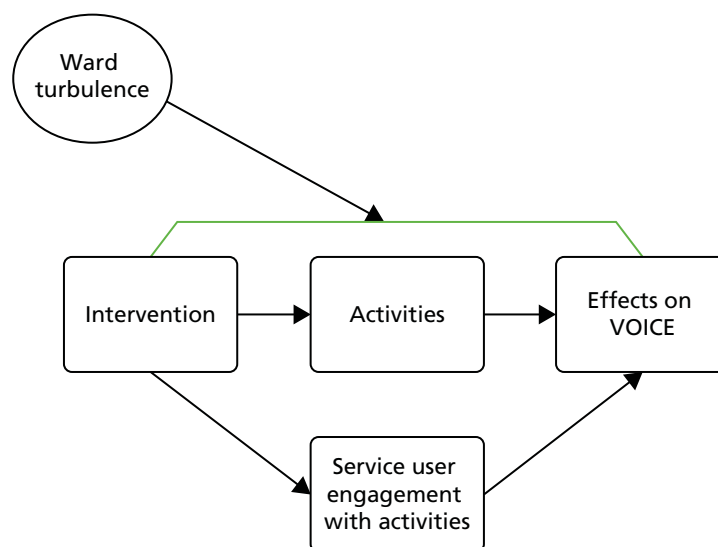 Ward
turbulence
Intervention
Activities
Effects on
VOICE
Service user
engagement
with activities